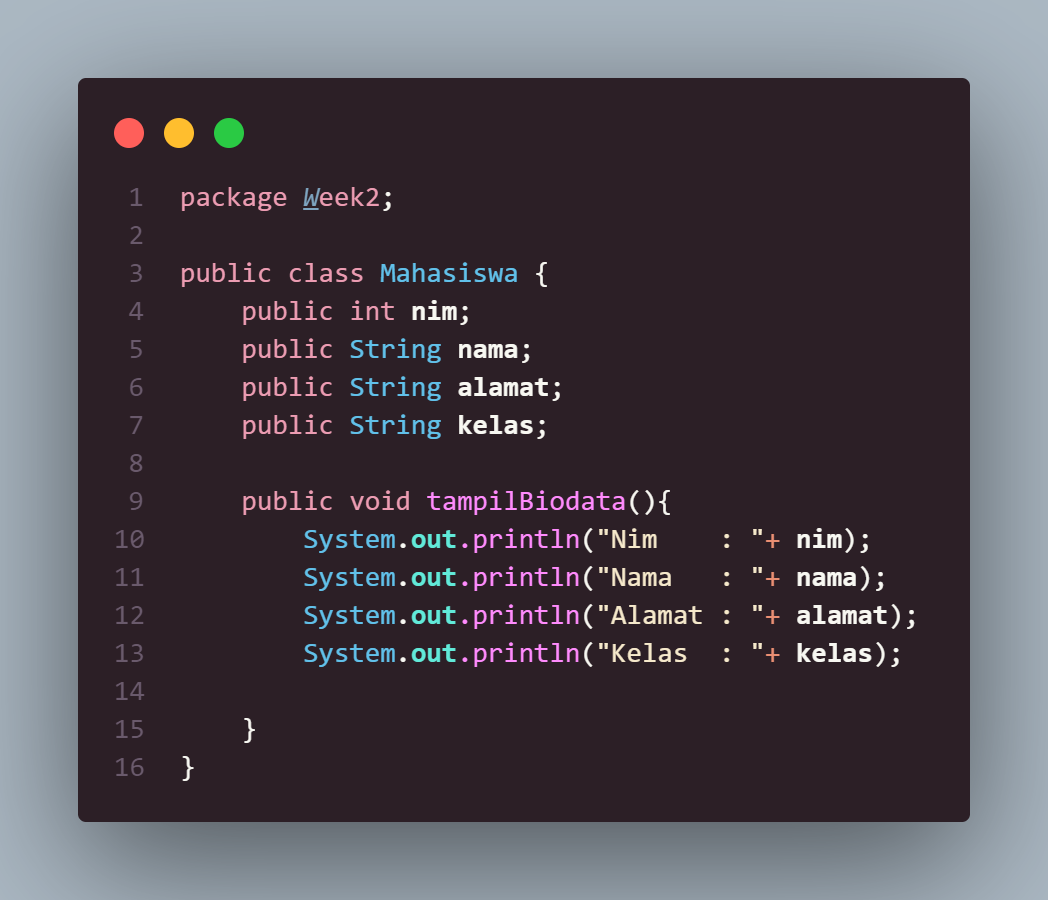 1 package Week2;
2
3 public class Mahasiswa {
4     public int nim;
5     public String nama;
6     public String alamat;
7     public String kelas;
8
9     public void tampilBiodata(){
10         System.out.println("Nim    : "+ nim);
11         System.out.println("Nama   : "+ nama);
12         System.out.println("Alamat : "+ alamat);
13         System.out.println("Kelas  : "+ kelas);
14
15     }
16 }